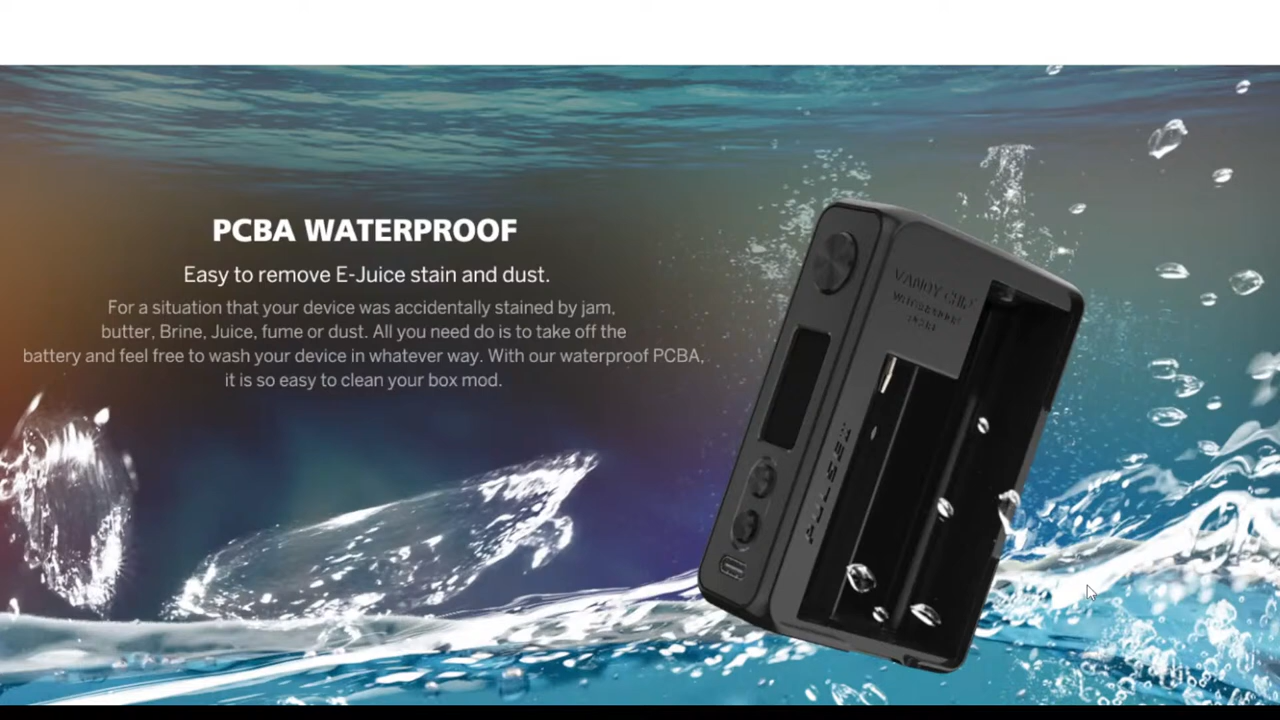 PCBA WATERPROOF
Easy to remove E-Juice stain and dust.
For a situation that your device was accidentally stained by jam,
butter, Brine, Juice, fume or dust. All you need do is to take off the
battery and feel free to wash your device in whatever way. With our waterproof PCBA,
it is so easy to clean your box mod.
VANDY CHIP
PULSE